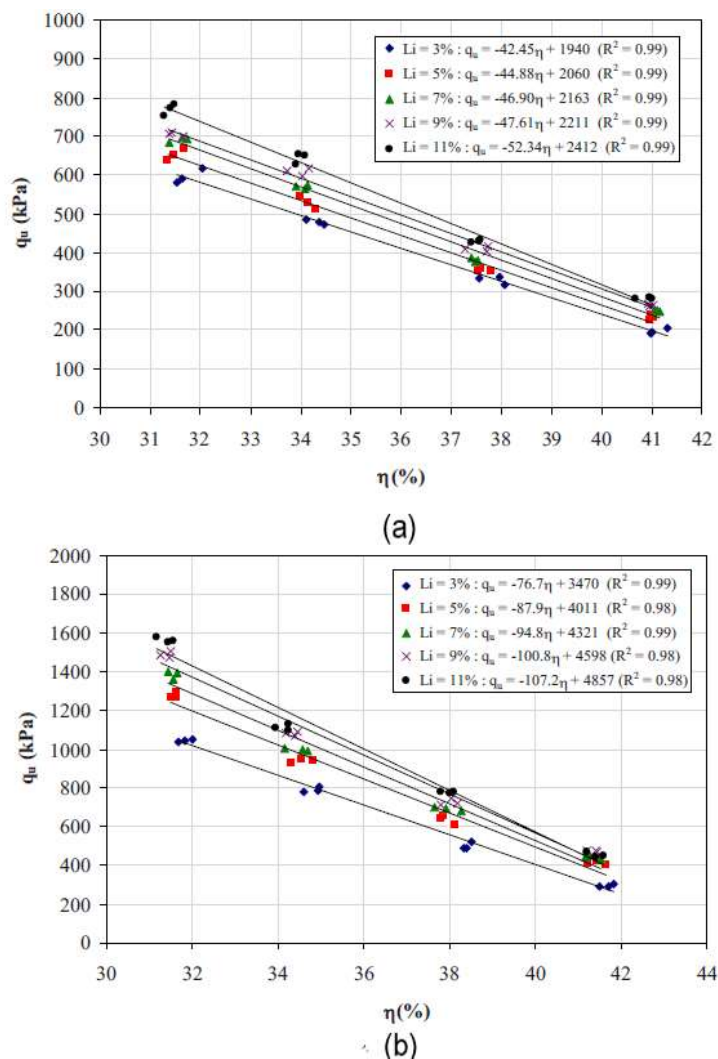 1000
900
800
700
600
500
400
300
200
100
0
qu (kPa)
Li = 3% : qu = -42.45η + 1940 (R² = 0.99)
Li = 5% : qu = -44.88η + 2060 (R² = 0.99)
Li = 7% : qu = -46.90η + 2163 (R² = 0.99)
Li = 9% : qu = -47.61η + 2211 (R² = 0.99)
Li = 11% : qu = -52.34η + 2412 (R² = 0.99)
30 31 32 33 34 35 36 37 38 39 40 41 42
η (%)
(a)
2000
1800
1600
1400
1200
1000
800
600
400
200
0
qu (kPa)
Li = 3% : qu = -76.7η + 3470 (R² = 0.99)
Li = 5% : qu = -87.9η + 4011 (R² = 0.98)
Li = 7% : qu = -94.8η + 4321 (R² = 0.99)
Li = 9% : qu = -100.8η + 4598 (R² = 0.98)
Li = 11% : qu = -107.2η + 4857 (R² = 0.98)
30 32 34 36 38 40 42 44
η (%)
(b)